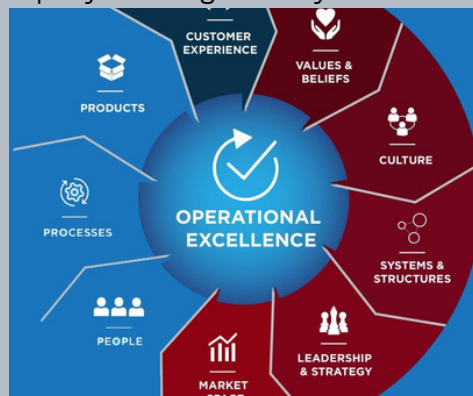 CUSTOMER
EXPERIENCE
VALUES &
BELIEFS
CULTURE
SYSTEMS &
STRUCTURES
LEADERSHIP
& STRATEGY
MARKET
PEOPLE
PROCESSES
PRODUCTS
OPERATIONAL
EXCELLENCE